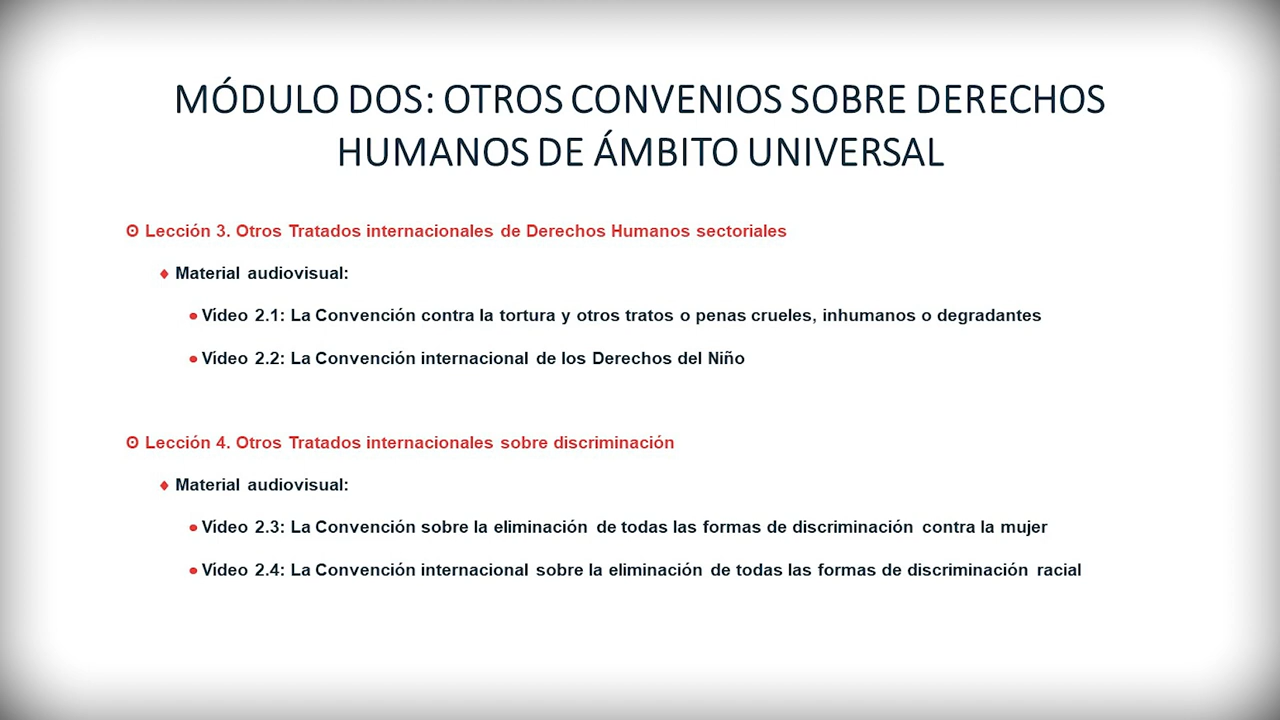 MÓDULO DOS: OTROS CONVENIOS SOBRE DERECHOS
HUMANOS DE ÁMBITO UNIVERSAL
Lección 3. Otros Tratados internacionales de Derechos Humanos sectoriales
Material audiovisual:
Video 2.1: La Convención contra la tortura y otros tratos o penas crueles, inhumanos o degradantes
Video 2.2: La Convención internacional de los Derechos del Niño
Lección 4. Otros Tratados internacionales sobre discriminación
Material audiovisual:
Video 2.3: La Convención sobre la eliminación de todas las formas de discriminación contra la mujer
Video 2.4: La Convención internacional sobre la eliminación de todas las formas de discriminación racial